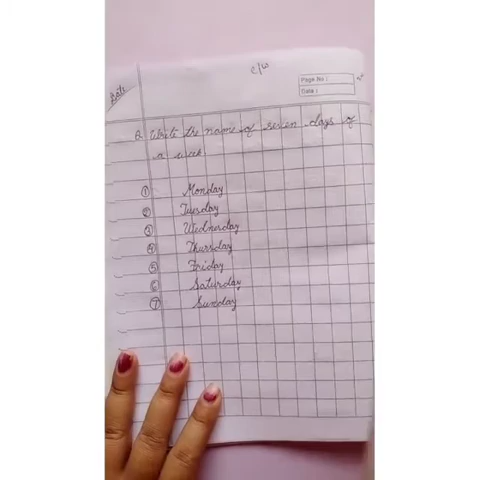 Date
C/W
Page No :
Date :
Q. Write the name of seven days of
a week.
① Monday
② Tuesday
③ Wednesday
④ Thursday
⑤ Friday
⑥ Saturday
⑦ Sunday